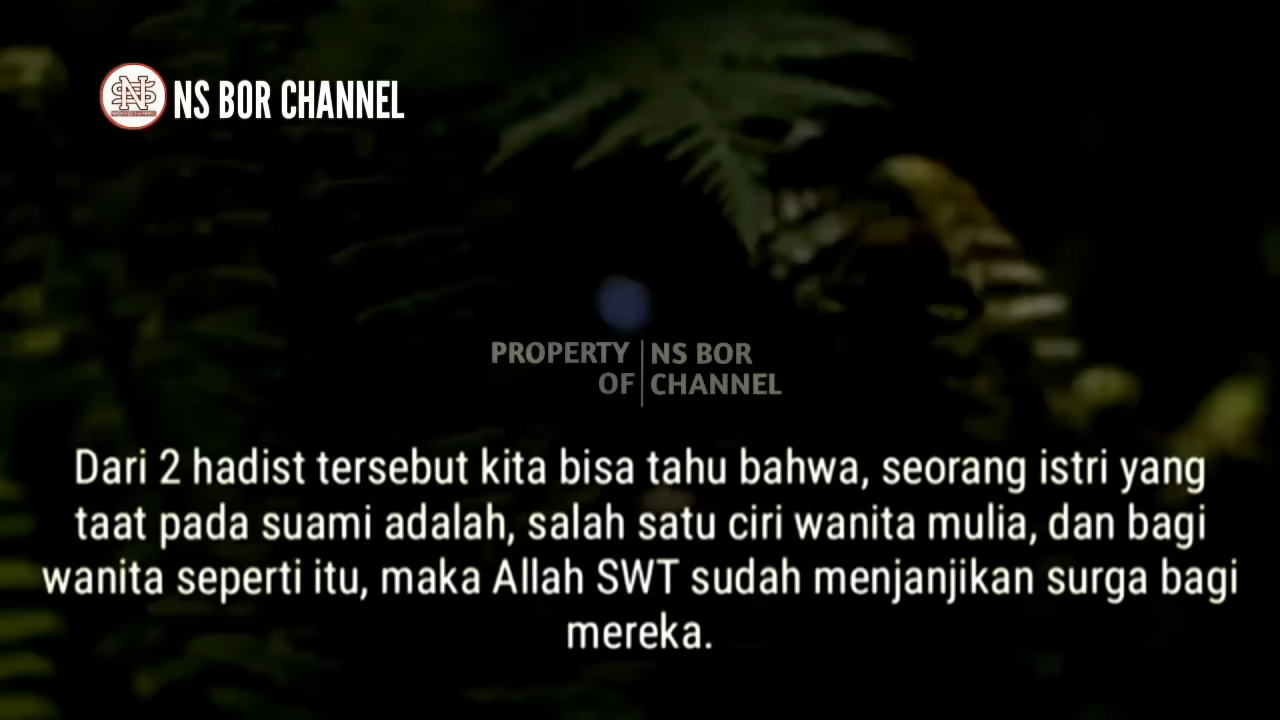 NS BOR CHANNEL
PROPERTY OF NS BOR CHANNEL
Dari 2 hadist tersebut kita bisa tahu bahwa, seorang istri yang
taat pada suami adalah, salah satu ciri wanita mulia, dan bagi
wanita seperti itu, maka Allah SWT sudah menjanjikan surga bagi
mereka.